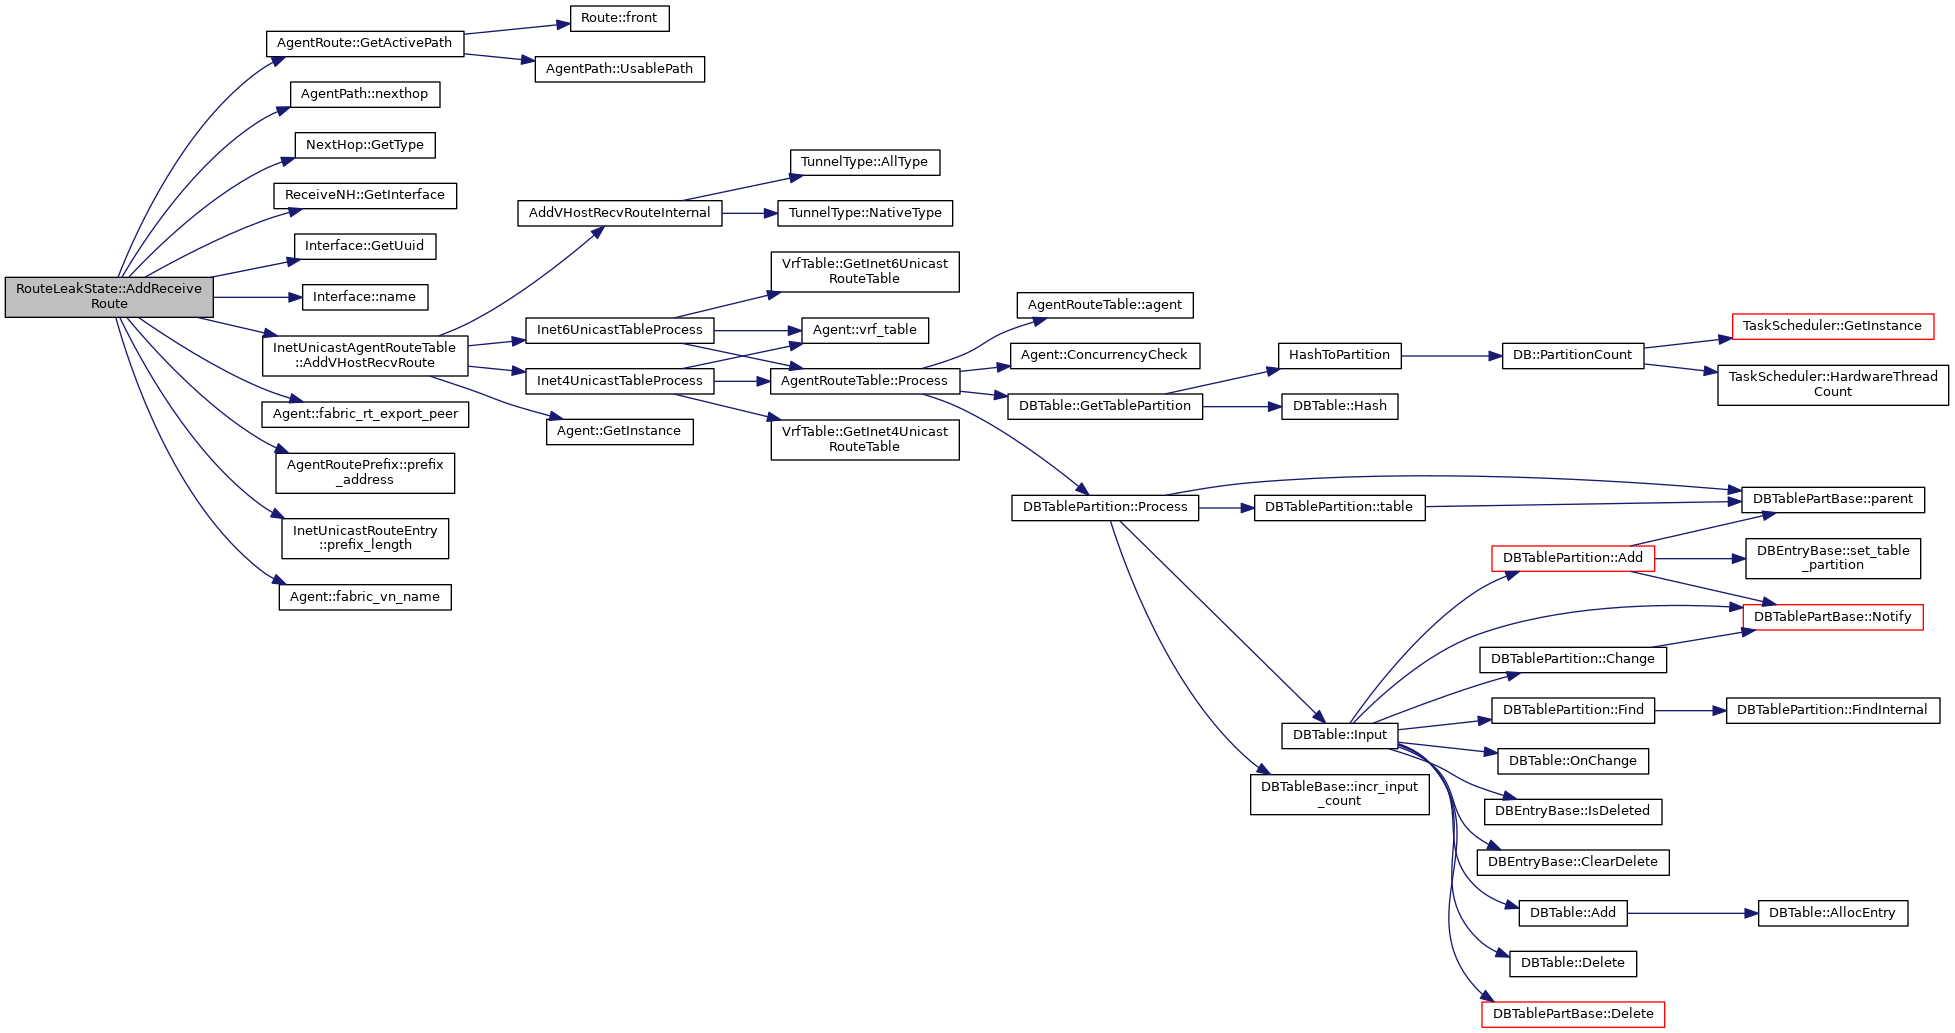 RouteLeakState::AddReceive
Route
AgentRoute::GetActivePath
Route::front
AgentPath::UsablePath
AgentPath::nexthop
NextHop::GetType
ReceiveNH::GetInterface
Interface::GetUuid
Interface::name
InetUnicastAgentRouteTable
::AddVHostRecvRoute
Agent::fabric_rt_export_peer
AgentRoutePrefix::prefix
_address
InetUnicastRouteEntry
::prefix_length
Agent::fabric_vn_name
AddVHostRecvRouteInternal
TunnelType::AllType
TunnelType::NativeType
Inet6UnicastTableProcess
Inet4UnicastTableProcess
Agent::GetInstance
VrfTable::GetInet6Unicast
RouteTable
Agent::vrf_table
AgentRouteTable::Process
VrfTable::GetInet4Unicast
RouteTable
AgentRouteTable::agent
Agent::ConcurrencyCheck
DBTable::GetTablePartition
HashToPartition
DBTable::Hash
DB::PartitionCount
TaskScheduler::GetInstance
TaskScheduler::HardwareThread
Count
DBTablePartition::Process
DBTablePartition::table
DBTablePartBase::parent
DBTablePartition::Add
DBEntryBase::set_table
_partition
DBTablePartBase::Notify
DBTablePartition::Change
DBTablePartition::Find
DBTablePartition::FindInternal
DBTable::Input
DBTable::OnChange
DBTableBase::incr_input
_count
DBEntryBase::IsDeleted
DBEntryBase::ClearDelete
DBTable::Add
DBTable::AllocEntry
DBTable::Delete
DBTablePartBase::Delete